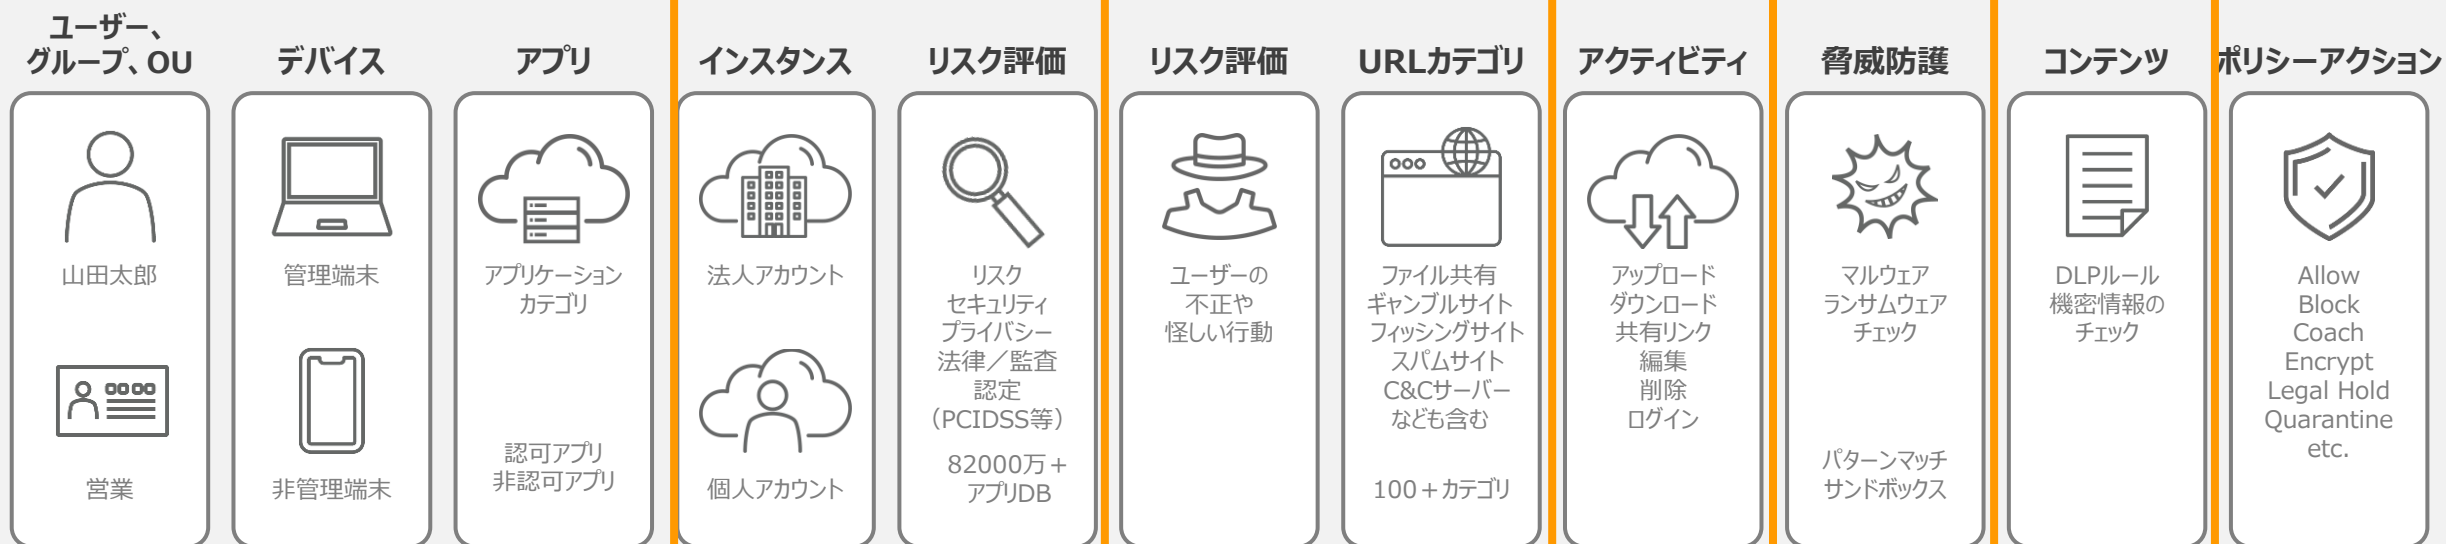 ユーザー、
グループ、OU
山田太郎
営業
デバイス
管理端末
非管理端末
アプリ
アプリケーション
カテゴリ
認可アプリ
非認可アプリ
インスタンス
法人アカウント
個人アカウント
リスク評価
リスク
セキュリティ
プライバシー
法律／監査
認定
（PCIDSS等）
82000万＋
アプリDB
リスク評価
ユーザーの
不正や
怪しい行動
URLカテゴリ
ファイル共有
ギャンブルサイト
フィッシングサイト
スパムサイト
C&Cサーバー
なども含む
100＋カテゴリ
アクティビティ
アップロード
ダウンロード
共有リンク
編集
削除
ログイン
脅威防護
マルウェア
ランサムウェア
チェック
パターンマッチ
サンドボックス
コンテンツ
DLPルール
機密情報の
チェック
ポリシーアクション
Allow
Block
Coach
Encrypt
Legal Hold
Quarantine
etc.